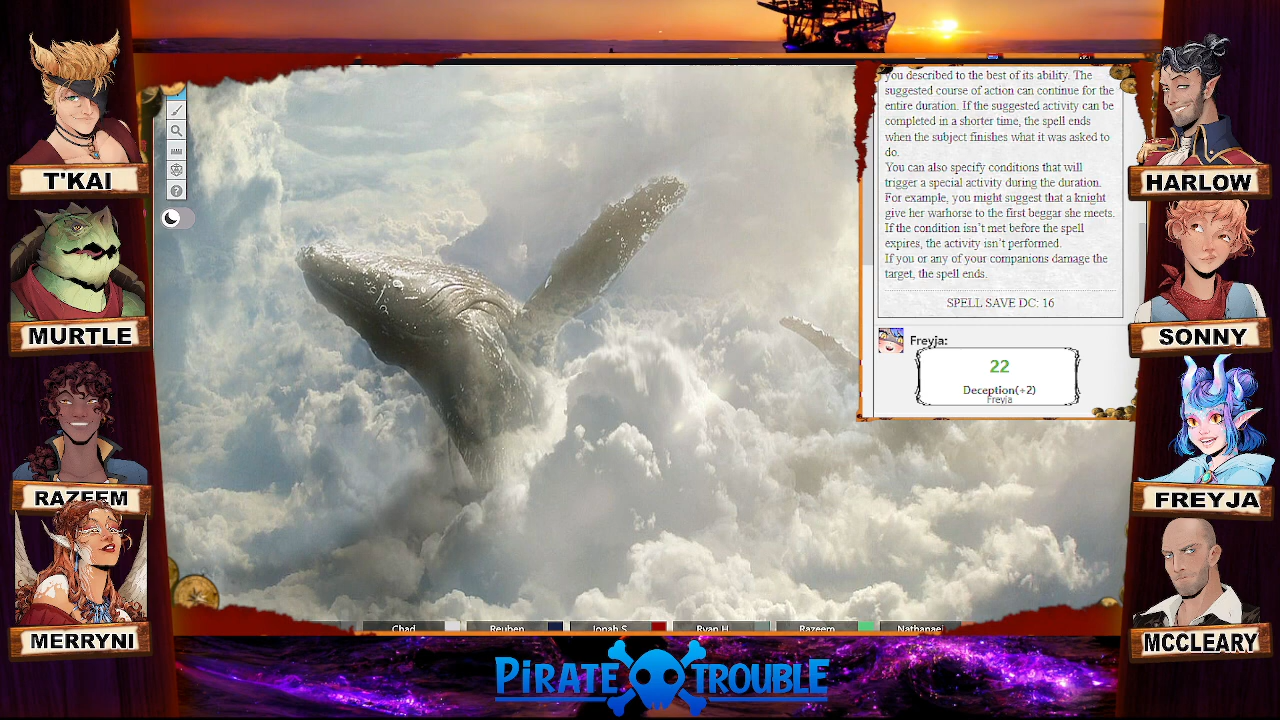 T'KAI
MURTLE
RAZEEM
MERRYNI
you described to the best of its ability. The
suggested course of action can continue for the
entire duration. If the suggested activity can be
completed in a shorter time, the spell ends
when the subject finishes what it was asked to
do.
You can also specify conditions that will
trigger a special activity during the duration.
For example, you might suggest that a knight
give her warhorse to the first beggar she meets.
If the condition isn't met before the spell
expires, the activity isn't performed.
If you or any of your companions damage the
target, the spell ends.
SPELL SAVE DC: 16
Freyja:
22
Deception(+2)
Freyja
HARLOW
SONNY
FREYJA
MCCLEARY
Chad
Reuben
Jonah S.
Ryan H.
Razeem
Nathanael
PIRATE TROUBLE